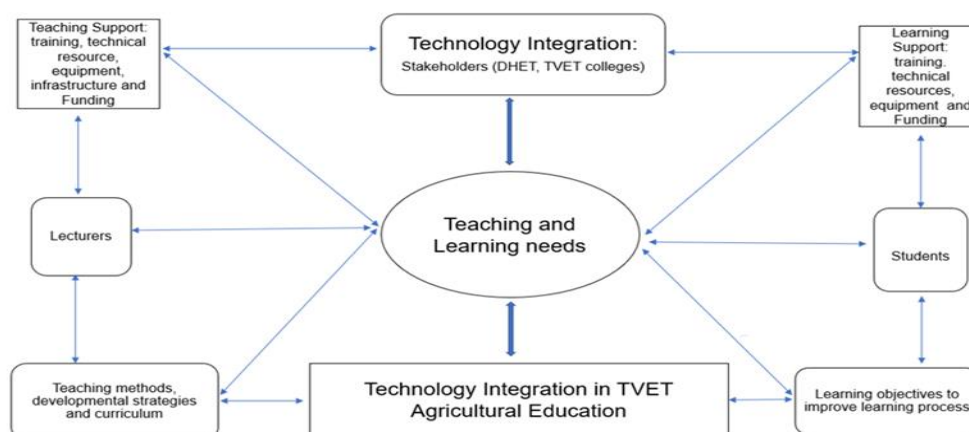 Teaching Support:
training, technical
resource,
equipment,
infrastructure and
Funding
Technology Integration:
Stakeholders (DHET, TVET colleges)
Learning
Support:
training.
technical
resources,
equipment and
Funding
Lecturers
Teaching and
Learning needs
Students
Teaching methods,
developmental strategies
and curriculum
Technology Integration in TVET
Agricultural Education
Learning objectives to
improve learning process